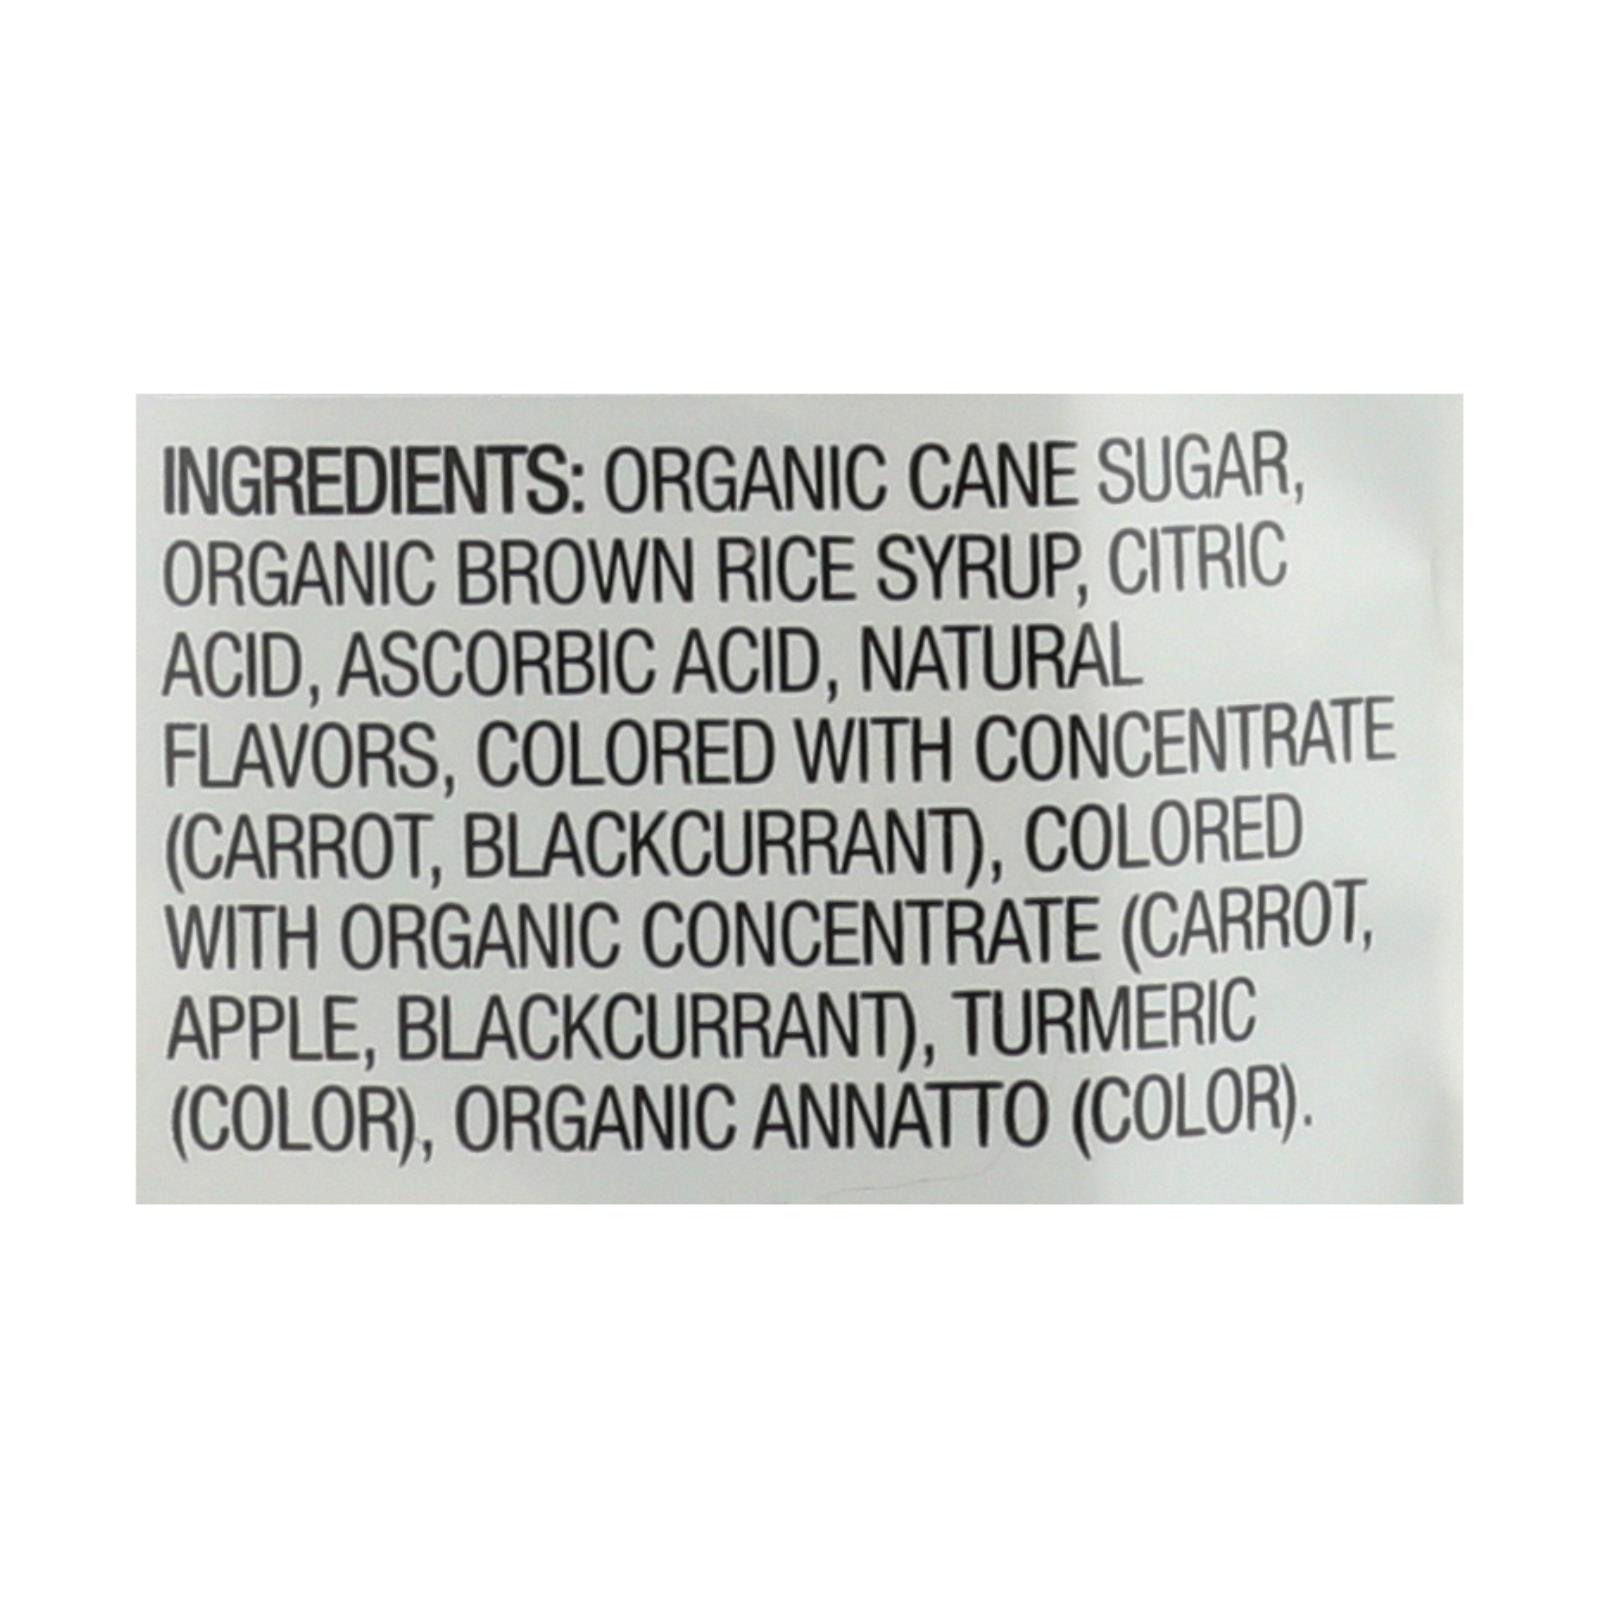 INGREDIENTS: ORGANIC CANE SUGAR,
ORGANIC BROWN RICE SYRUP, CITRIC
ACID, ASCORBIC ACID, NATURAL
FLAVORS, COLORED WITH CONCENTRATE
(CARROT, BLACKCURRANT), COLORED
WITH ORGANIC CONCENTRATE (CARROT,
APPLE, BLACKCURRANT), TURMERIC
(COLOR), ORGANIC ANNATTO (COLOR).